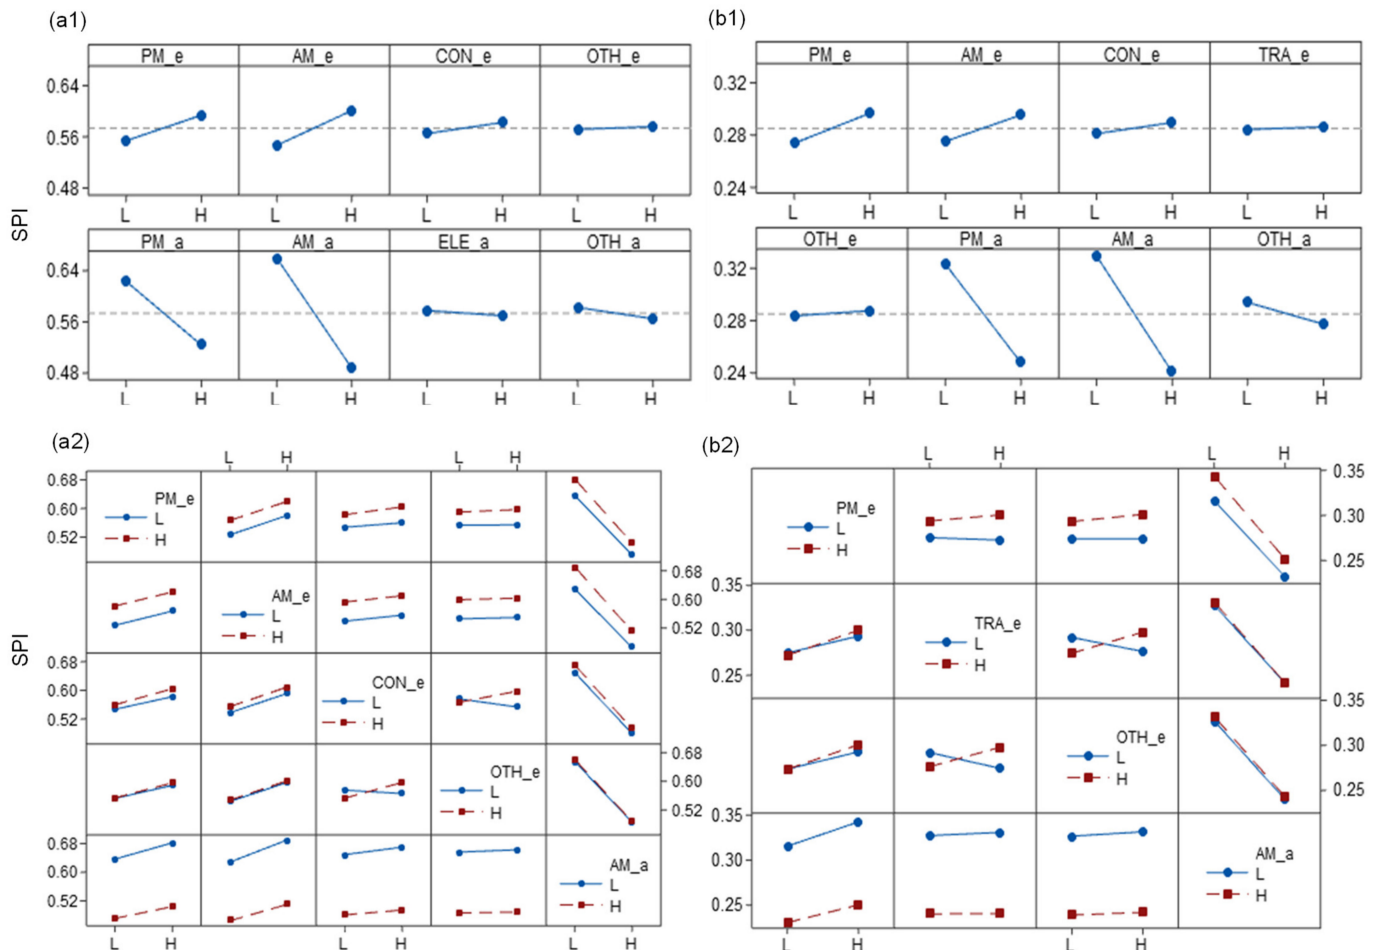 (a1)
PM_e AM_e CON_e OTH_e
0.64
0.56
0.48
L H L H L H L H
PM_a AM_a ELE_a OTH_a
0.64
0.56
0.48
L H L H L H L H
SPI
(b1)
PM_e AM_e CON_e TRA_e
0.32
0.28
0.24
L H L H L H L H
OTH_e PM_a AM_a OTH_a
0.32
0.28
0.24
L H L H L H L H
(a2)
L H L H
0.68
0.60
0.52
PM_e
L
H
AM_e
L
H
0.68
0.60
0.52
0.68
0.60
0.52
CON_e
L
H
OTH_e
L
H
0.68
0.60
0.52
0.68
0.60
0.52
AM_a
L
H
L H L H L H
SPI
(b2)
L H L H
PM_e
L
H
0.35
0.30
0.25
0.35
0.30
0.25
TRA_e
L
H
OTH_e
L
H
0.35
0.30
0.25
0.35
0.30
0.25
AM_a
L
H
L H L H